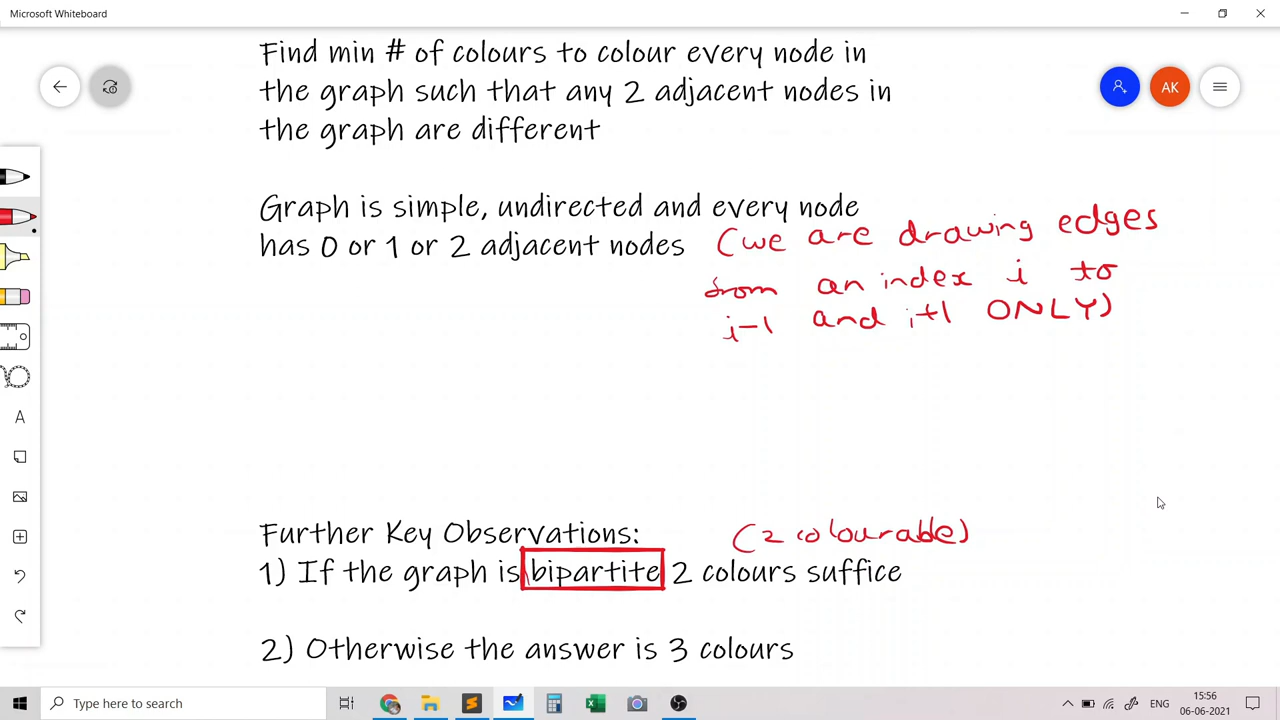 Microsoft Whiteboard
Find min # of colours to colour every node in
the graph such that any 2 adjacent nodes in
the graph are different
AK
Graph is simple, undirected and every node
has 0 or 1 or 2 adjacent nodes (we are drawing edges
from an index i to
i-1 and i+1 ONLY)
A
Further Key Observations: (2 colourable)
1) If the graph is bipartite 2 colours suffice
2) Otherwise the answer is 3 colours
Type here to search
ENG
15:56
06-06-2021